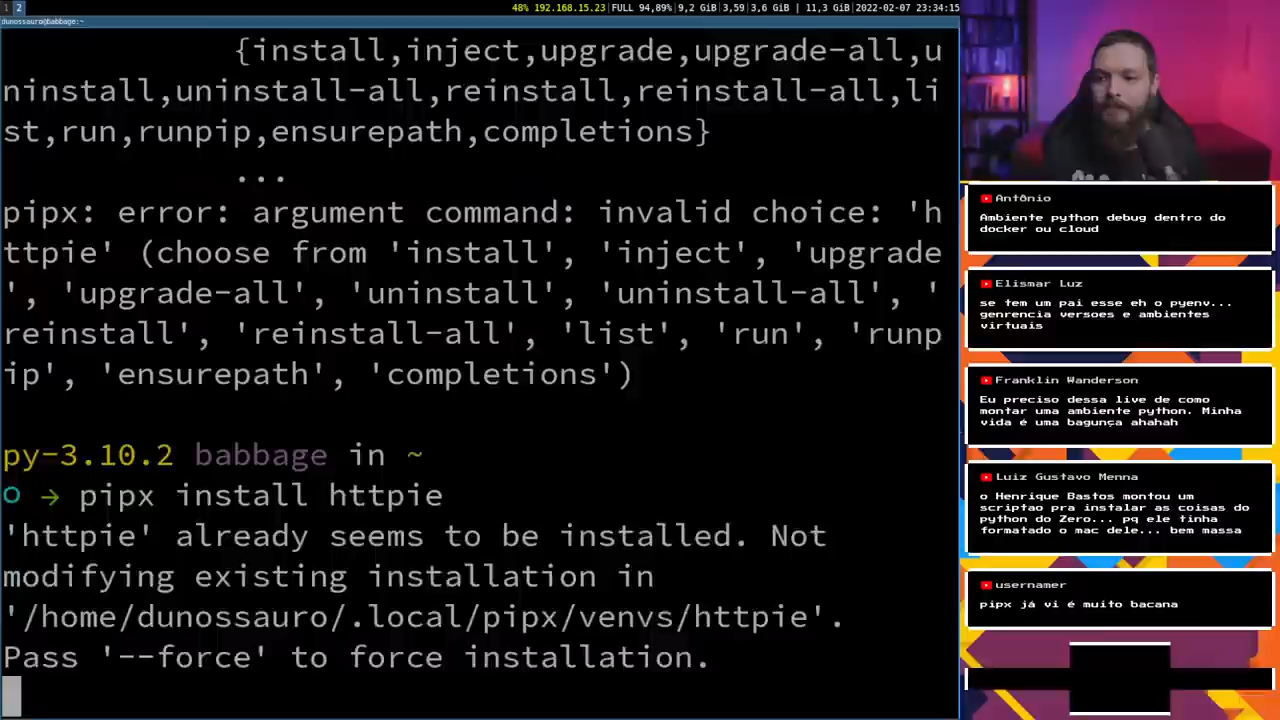 1 2
48% 192.168.15.23|FULL 94,89%|9,2 GiB|3,59|3,6 GiB | 11,3 GiB|2022-02-07 23:34:15
dunossauro@babbage:~
{install,inject,upgrade,upgrade-all,u
ninstall,uninstall-all,reinstall,reinstall-all,li
st,run,runpip,ensurepath,completions}
...
pipx: error: argument command: invalid choice: 'h
ttpie' (choose from 'install', 'inject', 'upgrade
', 'upgrade-all', 'uninstall', 'uninstall-all', '
reinstall', 'reinstall-all', 'list', 'run', 'runp
ip', 'ensurepath', 'completions')
py-3.10.2 babbage in ~
○ → pipx install httpie
'httpie' already seems to be installed. Not
modifying existing installation in
'/home/dunossauro/.local/pipx/venvs/httpie'.
Pass '--force' to force installation.
Antônio
Ambiente python debug dentro do
docker ou cloud
Elismar Luz
se tem um pai esse eh o pyenv...
genrencia versoes e ambientes
virtuais
Franklin Wanderson
Eu preciso dessa live de como
montar uma ambiente python. Minha
vida é uma bagunça ahahah
Luiz Gustavo Menna
o Henrique Bastos montou um
scriptao pra instalar as coisas do
python do Zero... pq ele tinha
formatado o mac dele... bem massa
usernamer
pipx já vi é muito bacana